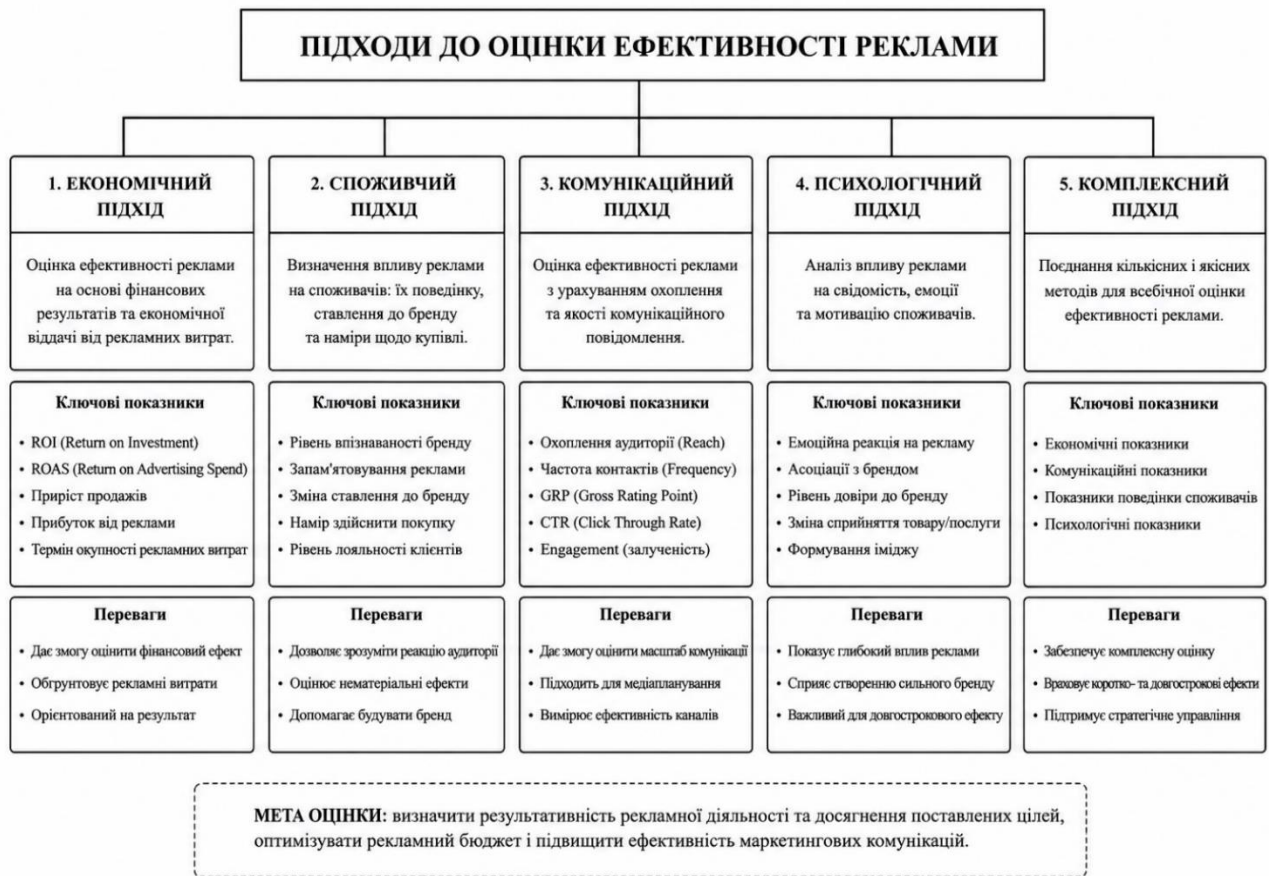 ПІДХОДИ ДО ОЦІНКИ ЕФЕКТИВНОСТІ РЕКЛАМИ
1. ЕКОНОМІЧНИЙ
ПІДХІД
Оцінка ефективності реклами
на основі фінансових
результатів та економічної
віддачі від рекламних витрат.
Ключові показники
• ROI (Return on Investment)
• ROAS (Return on Advertising Spend)
• Приріст продажів
• Прибуток від реклами
• Термін окупності рекламних витрат
Переваги
• Дає змогу оцінити фінансовий ефект
• Обґрунтовує рекламні витрати
• Орієнтований на результат
2. СПОЖИВЧИЙ
ПІДХІД
Визначення впливу реклами
на споживачів: їх поведінку,
ставлення до бренду
та наміри щодо купівлі.
Ключові показники
• Рівень впізнаваності бренду
• Запам'ятовування реклами
• Зміна ставлення до бренду
• Намір здійснити покупку
• Рівень лояльності клієнтів
Переваги
• Дозволяє зрозуміти реакцію аудиторії
• Оцінює нематеріальні ефекти
• Допомагає будувати бренд
3. КОМУНІКАЦІЙНИЙ
ПІДХІД
Оцінка ефективності реклами
з урахуванням охоплення
та якості комунікаційного
повідомлення.
Ключові показники
• Охоплення аудиторії (Reach)
• Частота контактів (Frequency)
• GRP (Gross Rating Point)
• CTR (Click Through Rate)
• Engagement (залученість)
Переваги
• Дає змогу оцінити масштаб комунікації
• Підходить для медіапланування
• Вимірює ефективність каналів
4. ПСИХОЛОГІЧНИЙ
ПІДХІД
Аналіз впливу реклами
на свідомість, емоції
та мотивацію споживачів.
Ключові показники
• Емоційна реакція на рекламу
• Асоціації з брендом
• Рівень довіри до бренду
• Зміна сприйняття товару/послуги
• Формування іміджу
Переваги
• Показує глибокий вплив реклами
• Сприяє створенню сильного бренду
• Важливий для довгострокового ефекту
5. КОМПЛЕКСНИЙ
ПІДХІД
Поєднання кількісних і якісних
методів для всебічної оцінки
ефективності реклами.
Ключові показники
• Економічні показники
• Комунікаційні показники
• Показники поведінки споживачів
• Психологічні показники
Переваги
• Забезпечує комплексну оцінку
• Враховує коротко- та довгострокові ефекти
• Підтримує стратегічне управління
МЕТА ОЦІНКИ: визначити результативність рекламної діяльності та досягнення поставлених цілей,
оптимізувати рекламний бюджет і підвищити ефективність маркетингових комунікацій.